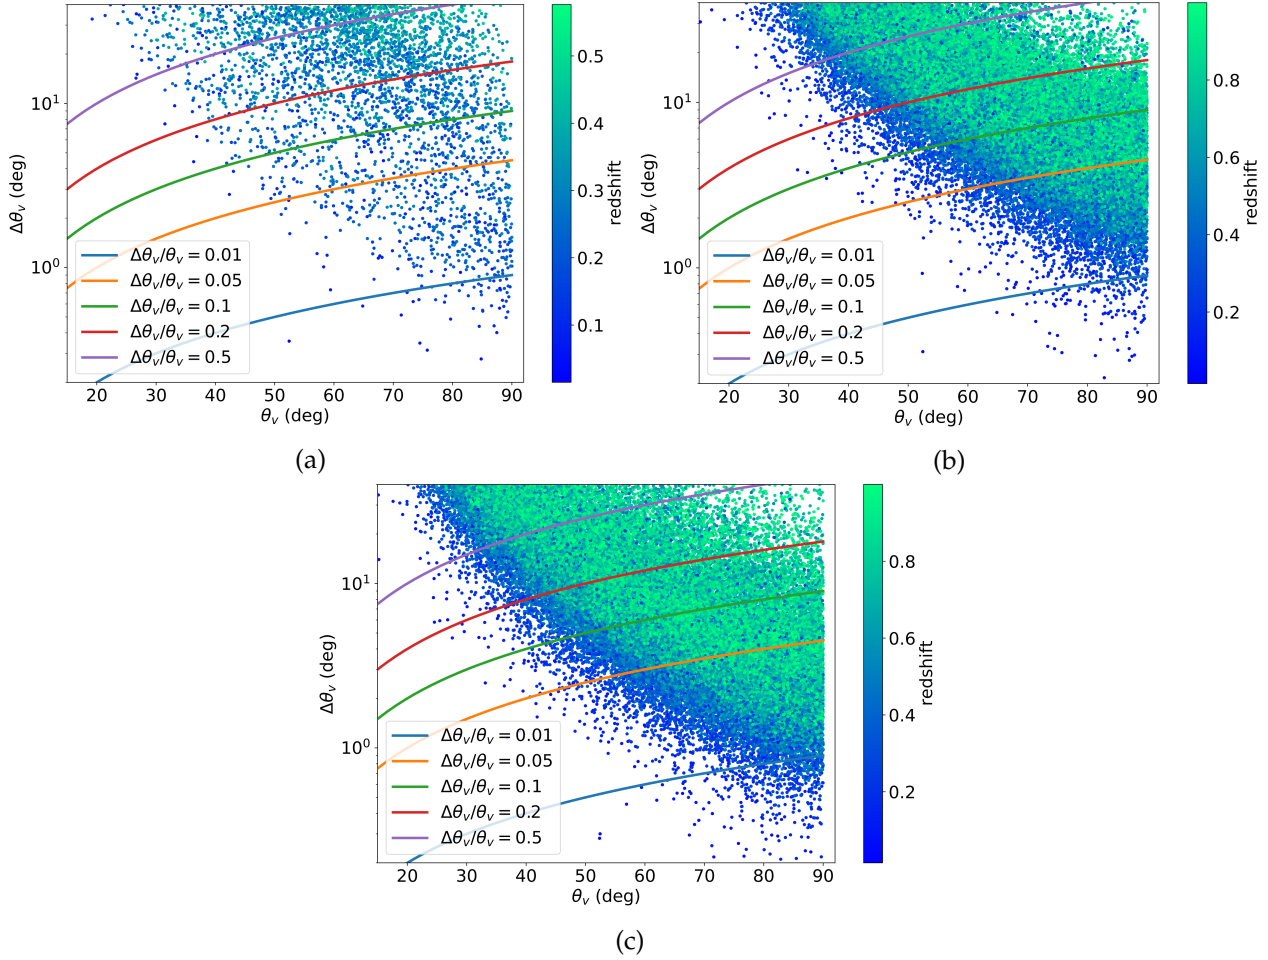 10¹
10⁰
Δθᵥ (deg)
Δθᵥ/θᵥ = 0.01
Δθᵥ/θᵥ = 0.05
Δθᵥ/θᵥ = 0.1
Δθᵥ/θᵥ = 0.2
Δθᵥ/θᵥ = 0.5
20 30 40 50 60 70 80 90
θᵥ (deg)
0.5
0.4
0.3
0.2
0.1
redshift
(a)
10¹
10⁰
Δθᵥ (deg)
Δθᵥ/θᵥ = 0.01
Δθᵥ/θᵥ = 0.05
Δθᵥ/θᵥ = 0.1
Δθᵥ/θᵥ = 0.2
Δθᵥ/θᵥ = 0.5
20 30 40 50 60 70 80 90
θᵥ (deg)
0.8
0.6
0.4
0.2
redshift
(b)
10¹
10⁰
Δθᵥ (deg)
Δθᵥ/θᵥ = 0.01
Δθᵥ/θᵥ = 0.05
Δθᵥ/θᵥ = 0.1
Δθᵥ/θᵥ = 0.2
Δθᵥ/θᵥ = 0.5
20 30 40 50 60 70 80 90
θᵥ (deg)
0.8
0.6
0.4
0.2
redshift
(c)